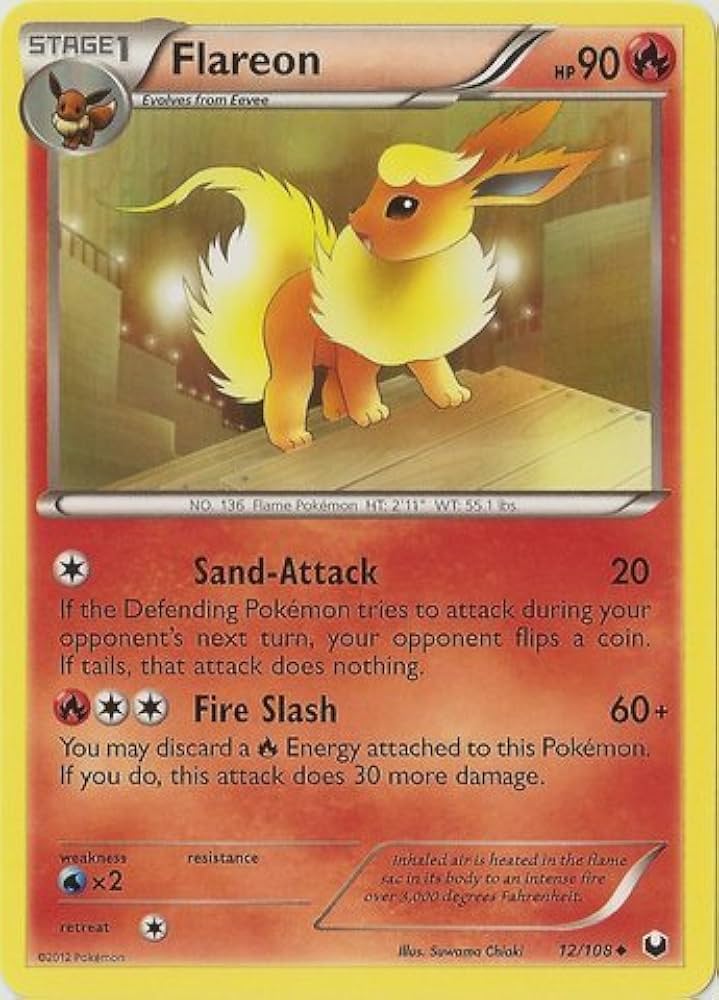 STAGE1
Flareon
HP 90
Evolves from Eevee
NO. 136 Flame Pokémon HT: 2'11" WT: 55.1 lbs.
Sand-Attack 20
If the Defending Pokémon tries to attack during your
opponent's next turn, your opponent flips a coin.
If tails, that attack does nothing.
Fire Slash 60+
You may discard a Energy attached to this Pokémon.
If you do, this attack does 30 more damage.
weakness resistance
×2
Inhaled air is heated in the flame
sac in its body to an intense fire
over 3,000 degrees Fahrenheit.
retreat
©2012 Pokémon
Illus. Suwama Chiaki
12/108